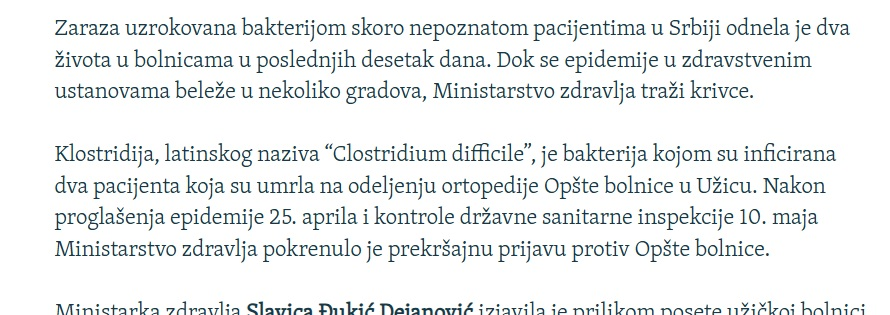 Zaraza uzrokovana bakterijom skoro nepoznatom pacijentima u Srbiji odnela je dva
života u bolnicama u poslednjih desetak dana. Dok se epidemije u zdravstvenim
ustanovama beleže u nekoliko gradova, Ministarstvo zdravlja traži krivce.
Klostridija, latinskog naziva “Clostridium difficile”, je bakterija kojom su inficirana
dva pacijenta koja su umrla na odeljenju ortopedije Opšte bolnice u Užicu. Nakon
proglašenja epidemije 25. aprila i kontrole državne sanitarne inspekcije 10. maja
Ministarstvo zdravlja pokrenulo je prekršajnu prijavu protiv Opšte bolnice.
Ministarka zdravlja Slavica Đukić Dejanović izjavila je prilikom posete užičkoj bolnici